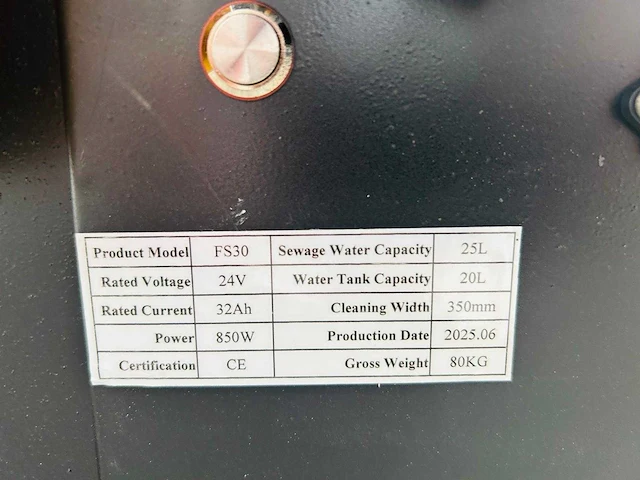 Product Model FS30 Sewage Water Capacity 25L
Rated Voltage 24V Water Tank Capacity 20L
Rated Current 32Ah Cleaning Width 350mm
Power 850W Production Date 2025.06
Certification CE Gross Weight 80KG